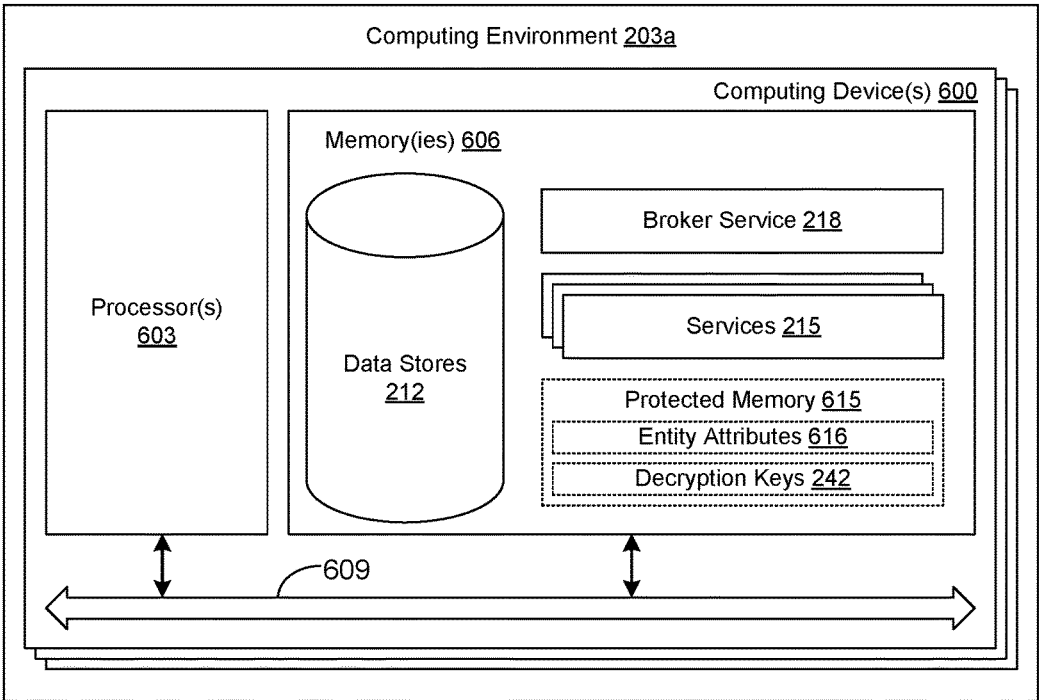 Computing Environment 203a
Computing Device(s) 600
Memory(ies) 606
Broker Service 218
Processor(s)
603
Services 215
Data Stores
212
Protected Memory 615
Entity Attributes 616
Decryption Keys 242
609